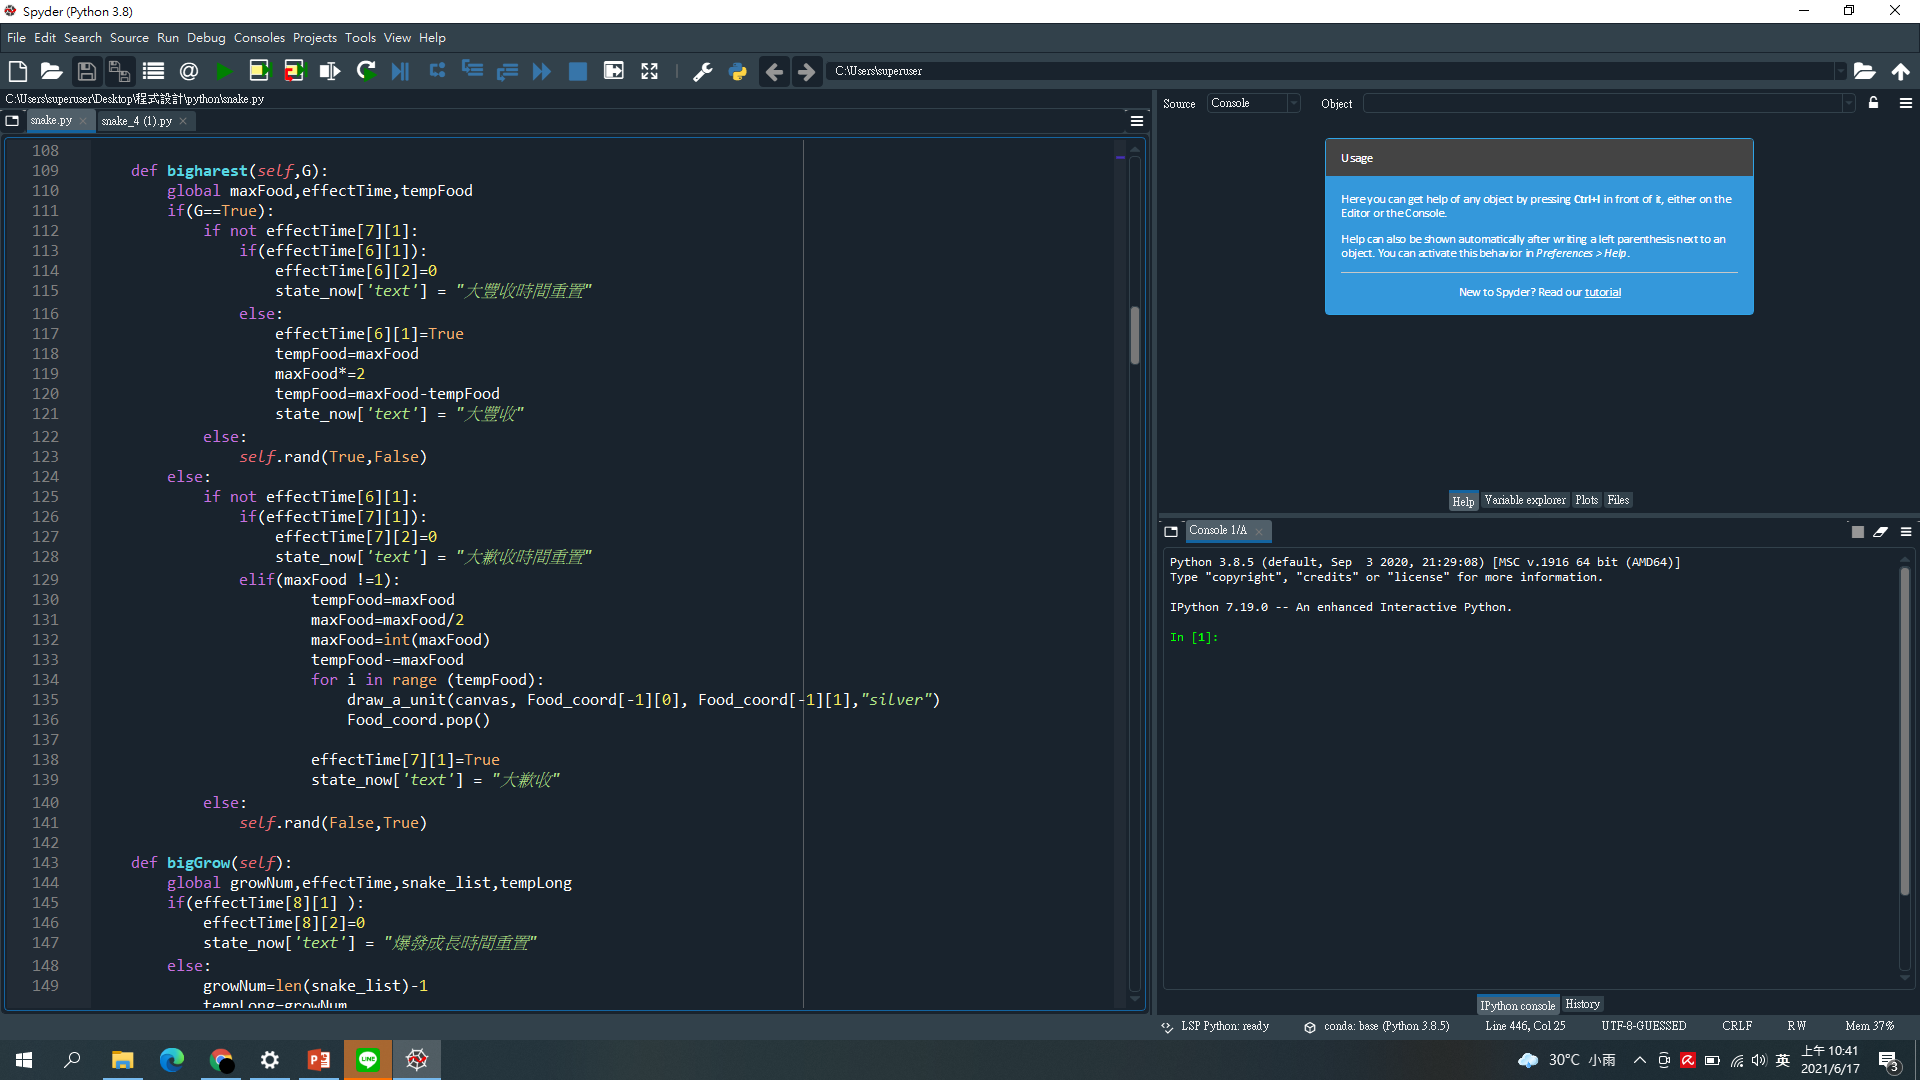 Spyder (Python 3.8)
File Edit Search Source Run Debug Consoles Projects Tools View Help
C:\Users\superuser
C:\Users\superuser\Desktop\程式設計\python\snake.py
snake.py
snake_4 (1).py
108
109 def bigharest(self,G):
110 global maxFood,effectTime,tempFood
111 if(G==True):
112 if not effectTime[7][1]:
113 if(effectTime[6][1]):
114 effectTime[6][2]=0
115 state_now['text'] = "大豐收時間重置"
116 else:
117 effectTime[6][1]=True
118 tempFood=maxFood
119 maxFood*=2
120 tempFood=maxFood-tempFood
121 state_now['text'] = "大豐收"
122 else:
123 self.rand(True,False)
124 else:
125 if not effectTime[6][1]:
126 if(effectTime[7][1]):
127 effectTime[7][2]=0
128 state_now['text'] = "大歉收時間重置"
129 elif(maxFood !=1):
130 tempFood=maxFood
131 maxFood=maxFood/2
132 maxFood=int(maxFood)
133 tempFood-=maxFood
134 for i in range (tempFood):
135 draw_a_unit(canvas, Food_coord[-1][0], Food_coord[-1][1],"silver")
136 Food_coord.pop()
137
138 effectTime[7][1]=True
139 state_now['text'] = "大歉收"
140 else:
141 self.rand(False,True)
142
143 def bigGrow(self):
144 global growNum,effectTime,snake_list,tempLong
145 if(effectTime[8][1] ):
146 effectTime[8][2]=0
147 state_now['text'] = "爆發成長時間重置"
148 else:
149 growNum=len(snake_list)-1
tempLong=growNum
Source Console Object
Usage
Here you can get help of any object by pressing Ctrl+I in front of it, either on the
Editor or the Console.
Help can also be shown automatically after writing a left parenthesis next to an
object. You can activate this behavior in Preferences > Help.
New to Spyder? Read our tutorial
Help Variable explorer Plots Files
Console 1/A
Python 3.8.5 (default, Sep  3 2020, 21:29:08) [MSC v.1916 64 bit (AMD64)]
Type "copyright", "credits" or "license" for more information.
IPython 7.19.0 -- An enhanced Interactive Python.
In [1]:
IPython console History
LSP Python: ready conda: base (Python 3.8.5) Line 446, Col 25 UTF-8-GUESSED CRLF RW Mem 37%
LINE
30°C 小雨
英
上午 10:41
2021/6/17
3